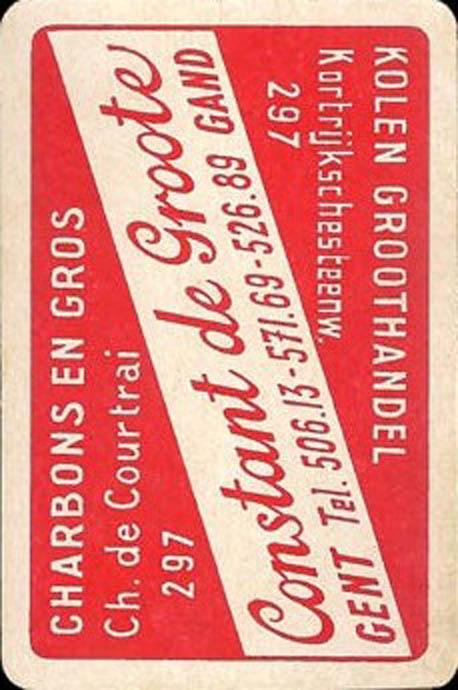 CHARBONS EN GROS
Ch. de Courtrai
297
Constant de Groote
GENT Tel. 506.13-571.69-526.89 GAND
KOLEN GROOTHANDEL
Kortrijkschesteenw.
297